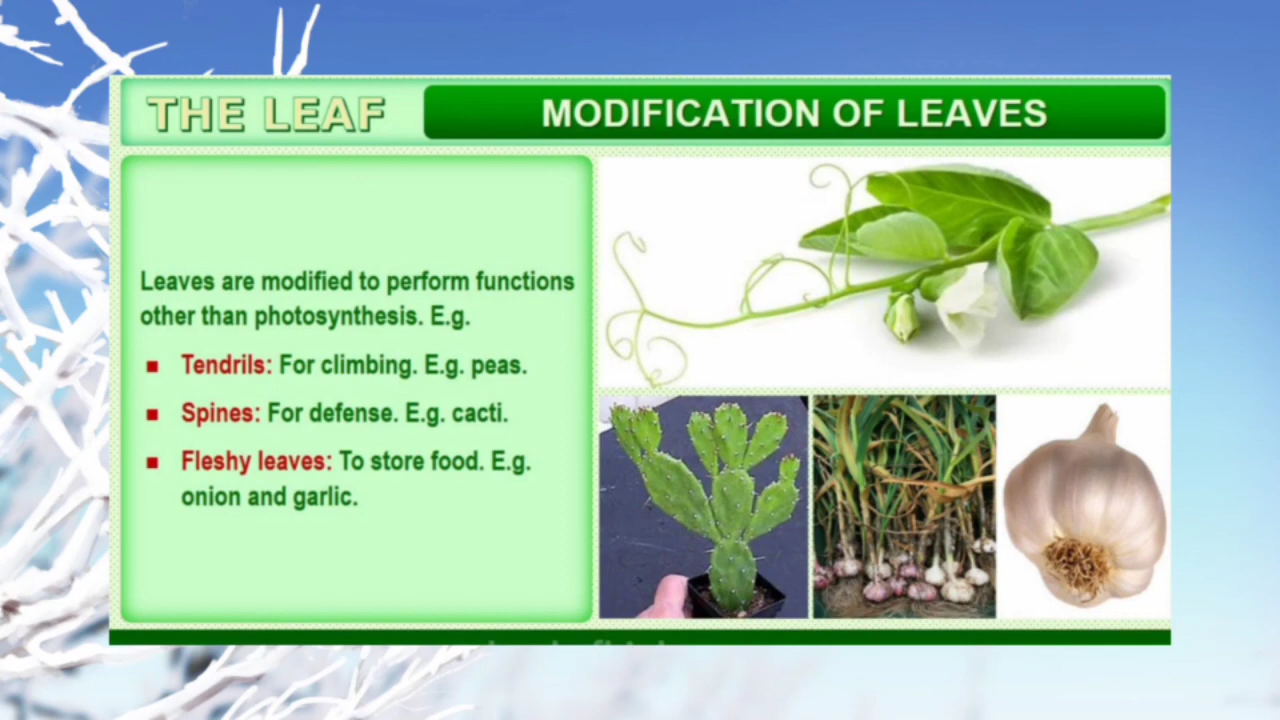 THE LEAF
MODIFICATION OF LEAVES
Leaves are modified to perform functions
other than photosynthesis. E.g.
▪ Tendrils: For climbing. E.g. peas.
▪ Spines: For defense. E.g. cacti.
▪ Fleshy leaves: To store food. E.g.
onion and garlic.